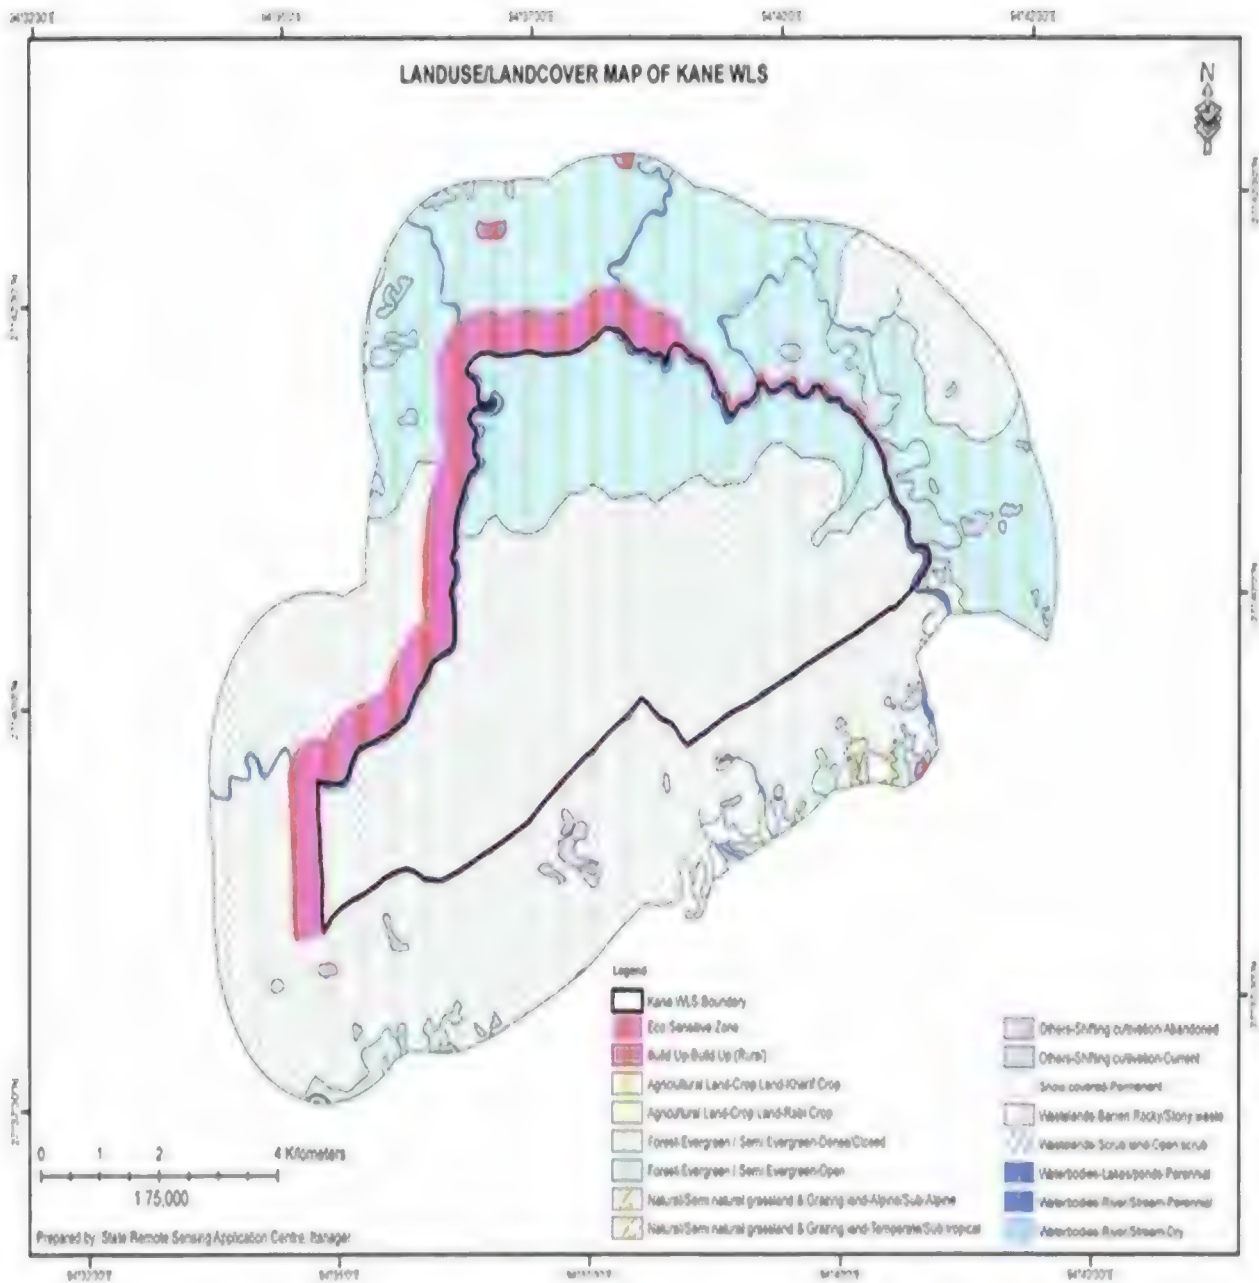 LANDUSE/LANDCOVER MAP OF KANE WLS
N
Legend
Kane WLS Boundary
Eco Sensitive Zone
Build Up-Build Up (Rural)
Agricultural Land-Crop Land-Kharif Crop
Agricultural Land-Crop Land-Rabi Crop
Forest-Evergreen / Semi Evergreen-Dense/Closed
Forest-Evergreen / Semi Evergreen-Open
Natural/Semi natural grassland & Grazing land-Alpine/Sub Alpine
Natural/Semi natural grassland & Grazing land-Temperate/Sub tropical
Others-Shifting cultivation-Abandoned
Others-Shifting cultivation-Current
Snow covered-Permanent
Wastelands-Barren Rocky/Stony waste
Wastelands-Scrub land-Open scrub
Waterbodies-Lakes/ponds-Perennial
Waterbodies-River/Stream-Perennial
Waterbodies-River/Stream-Dry
0 1 2 4 Kilometers
1:75,000
Prepared by: State Remote Sensing Application Centre, Itanagar